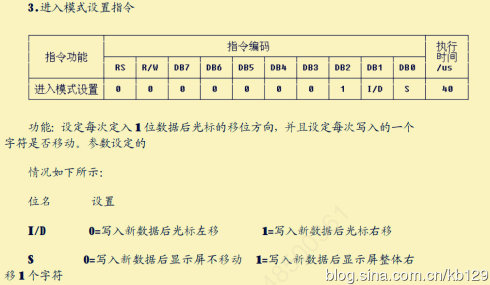 3.进入模式设置指令
指令功能 指令编码 执行时间/us
RS R/W DB7 DB6 DB5 DB4 DB3 DB2 DB1 DB0
进入模式设置 0 0 0 0 0 0 0 1 I/D S 40
功能：设定每次定入1位数据后光标的移位方向，并且设定每次写入的一个
字符是否移动。参数设定的
情况如下所示：
位名 设置
I/D 0=写入新数据后光标左移 1=写入新数据后光标右移
S 0=写入新数据后显示屏不移动 1=写入新数据后显示屏整体右
移1个字符
blog.sina.com.cn/kb129